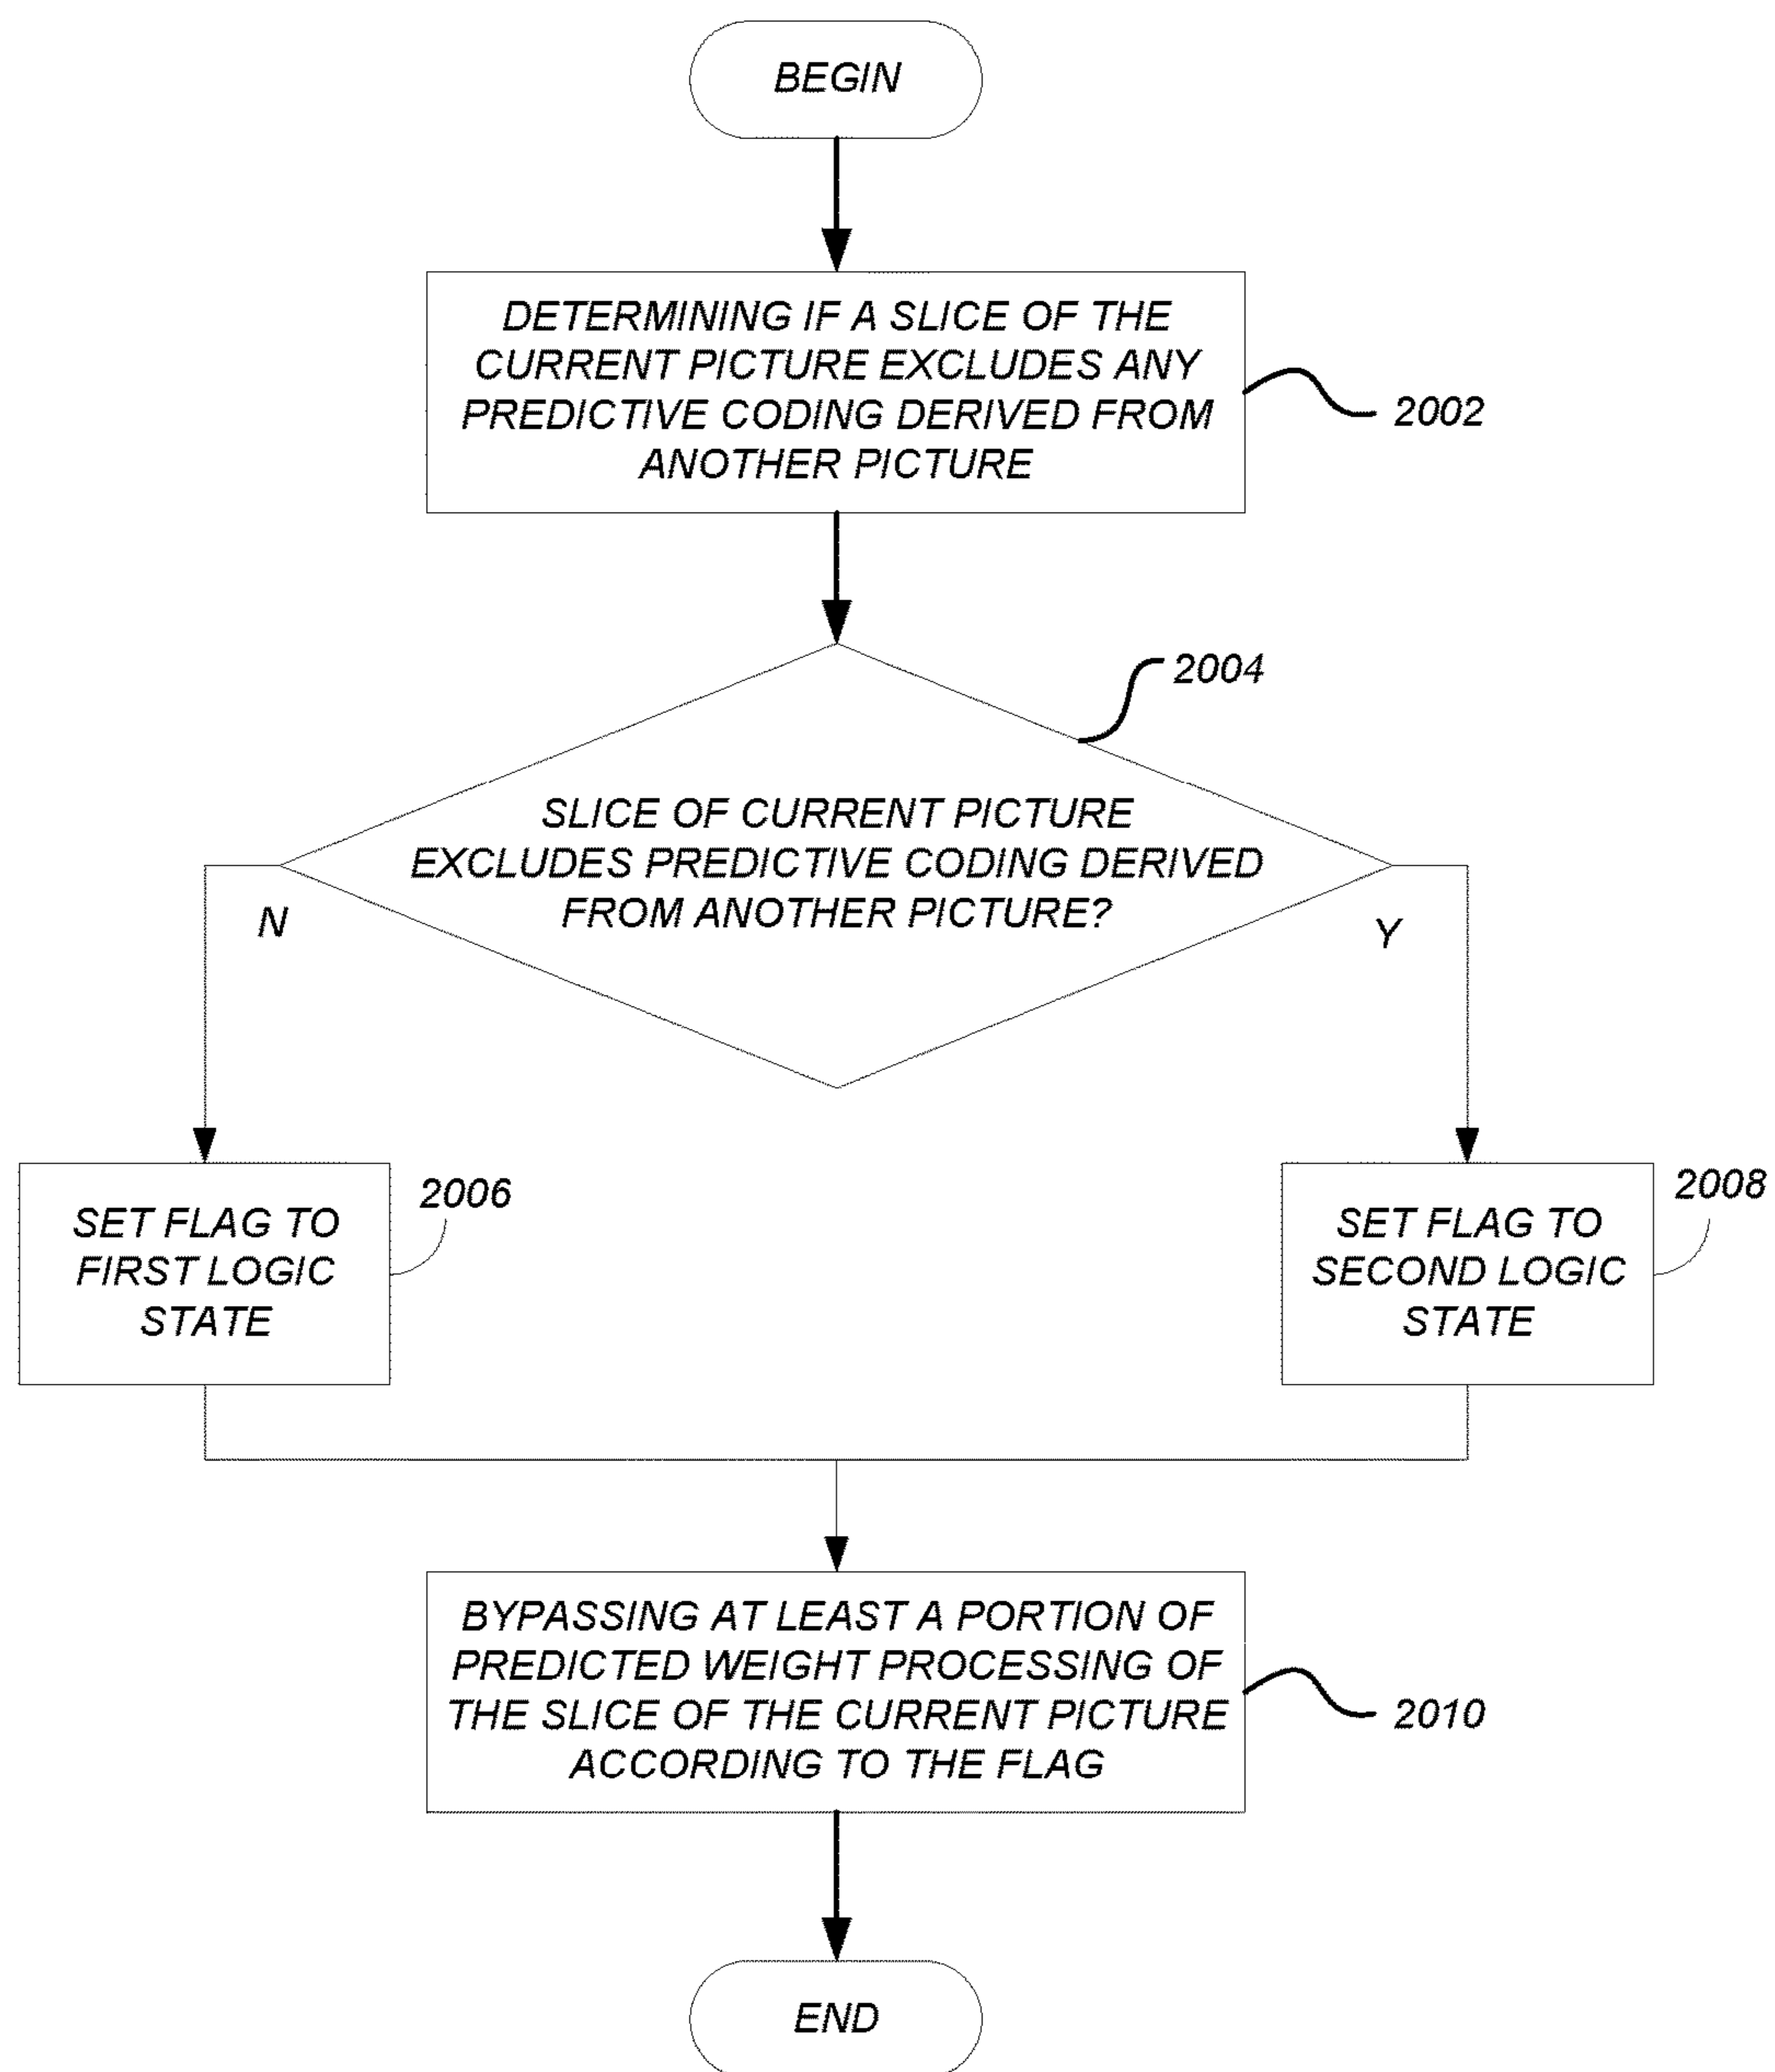 BEGIN
DETERMINING IF A SLICE OF THE
CURRENT PICTURE EXCLUDES ANY
PREDICTIVE CODING DERIVED FROM
ANOTHER PICTURE
2002
2004
SLICE OF CURRENT PICTURE
EXCLUDES PREDICTIVE CODING DERIVED
FROM ANOTHER PICTURE?
N
Y
SET FLAG TO
FIRST LOGIC
STATE
2006
SET FLAG TO
SECOND LOGIC
STATE
2008
BYPASSING AT LEAST A PORTION OF
PREDICTED WEIGHT PROCESSING OF
THE SLICE OF THE CURRENT PICTURE
ACCORDING TO THE FLAG
2010
END